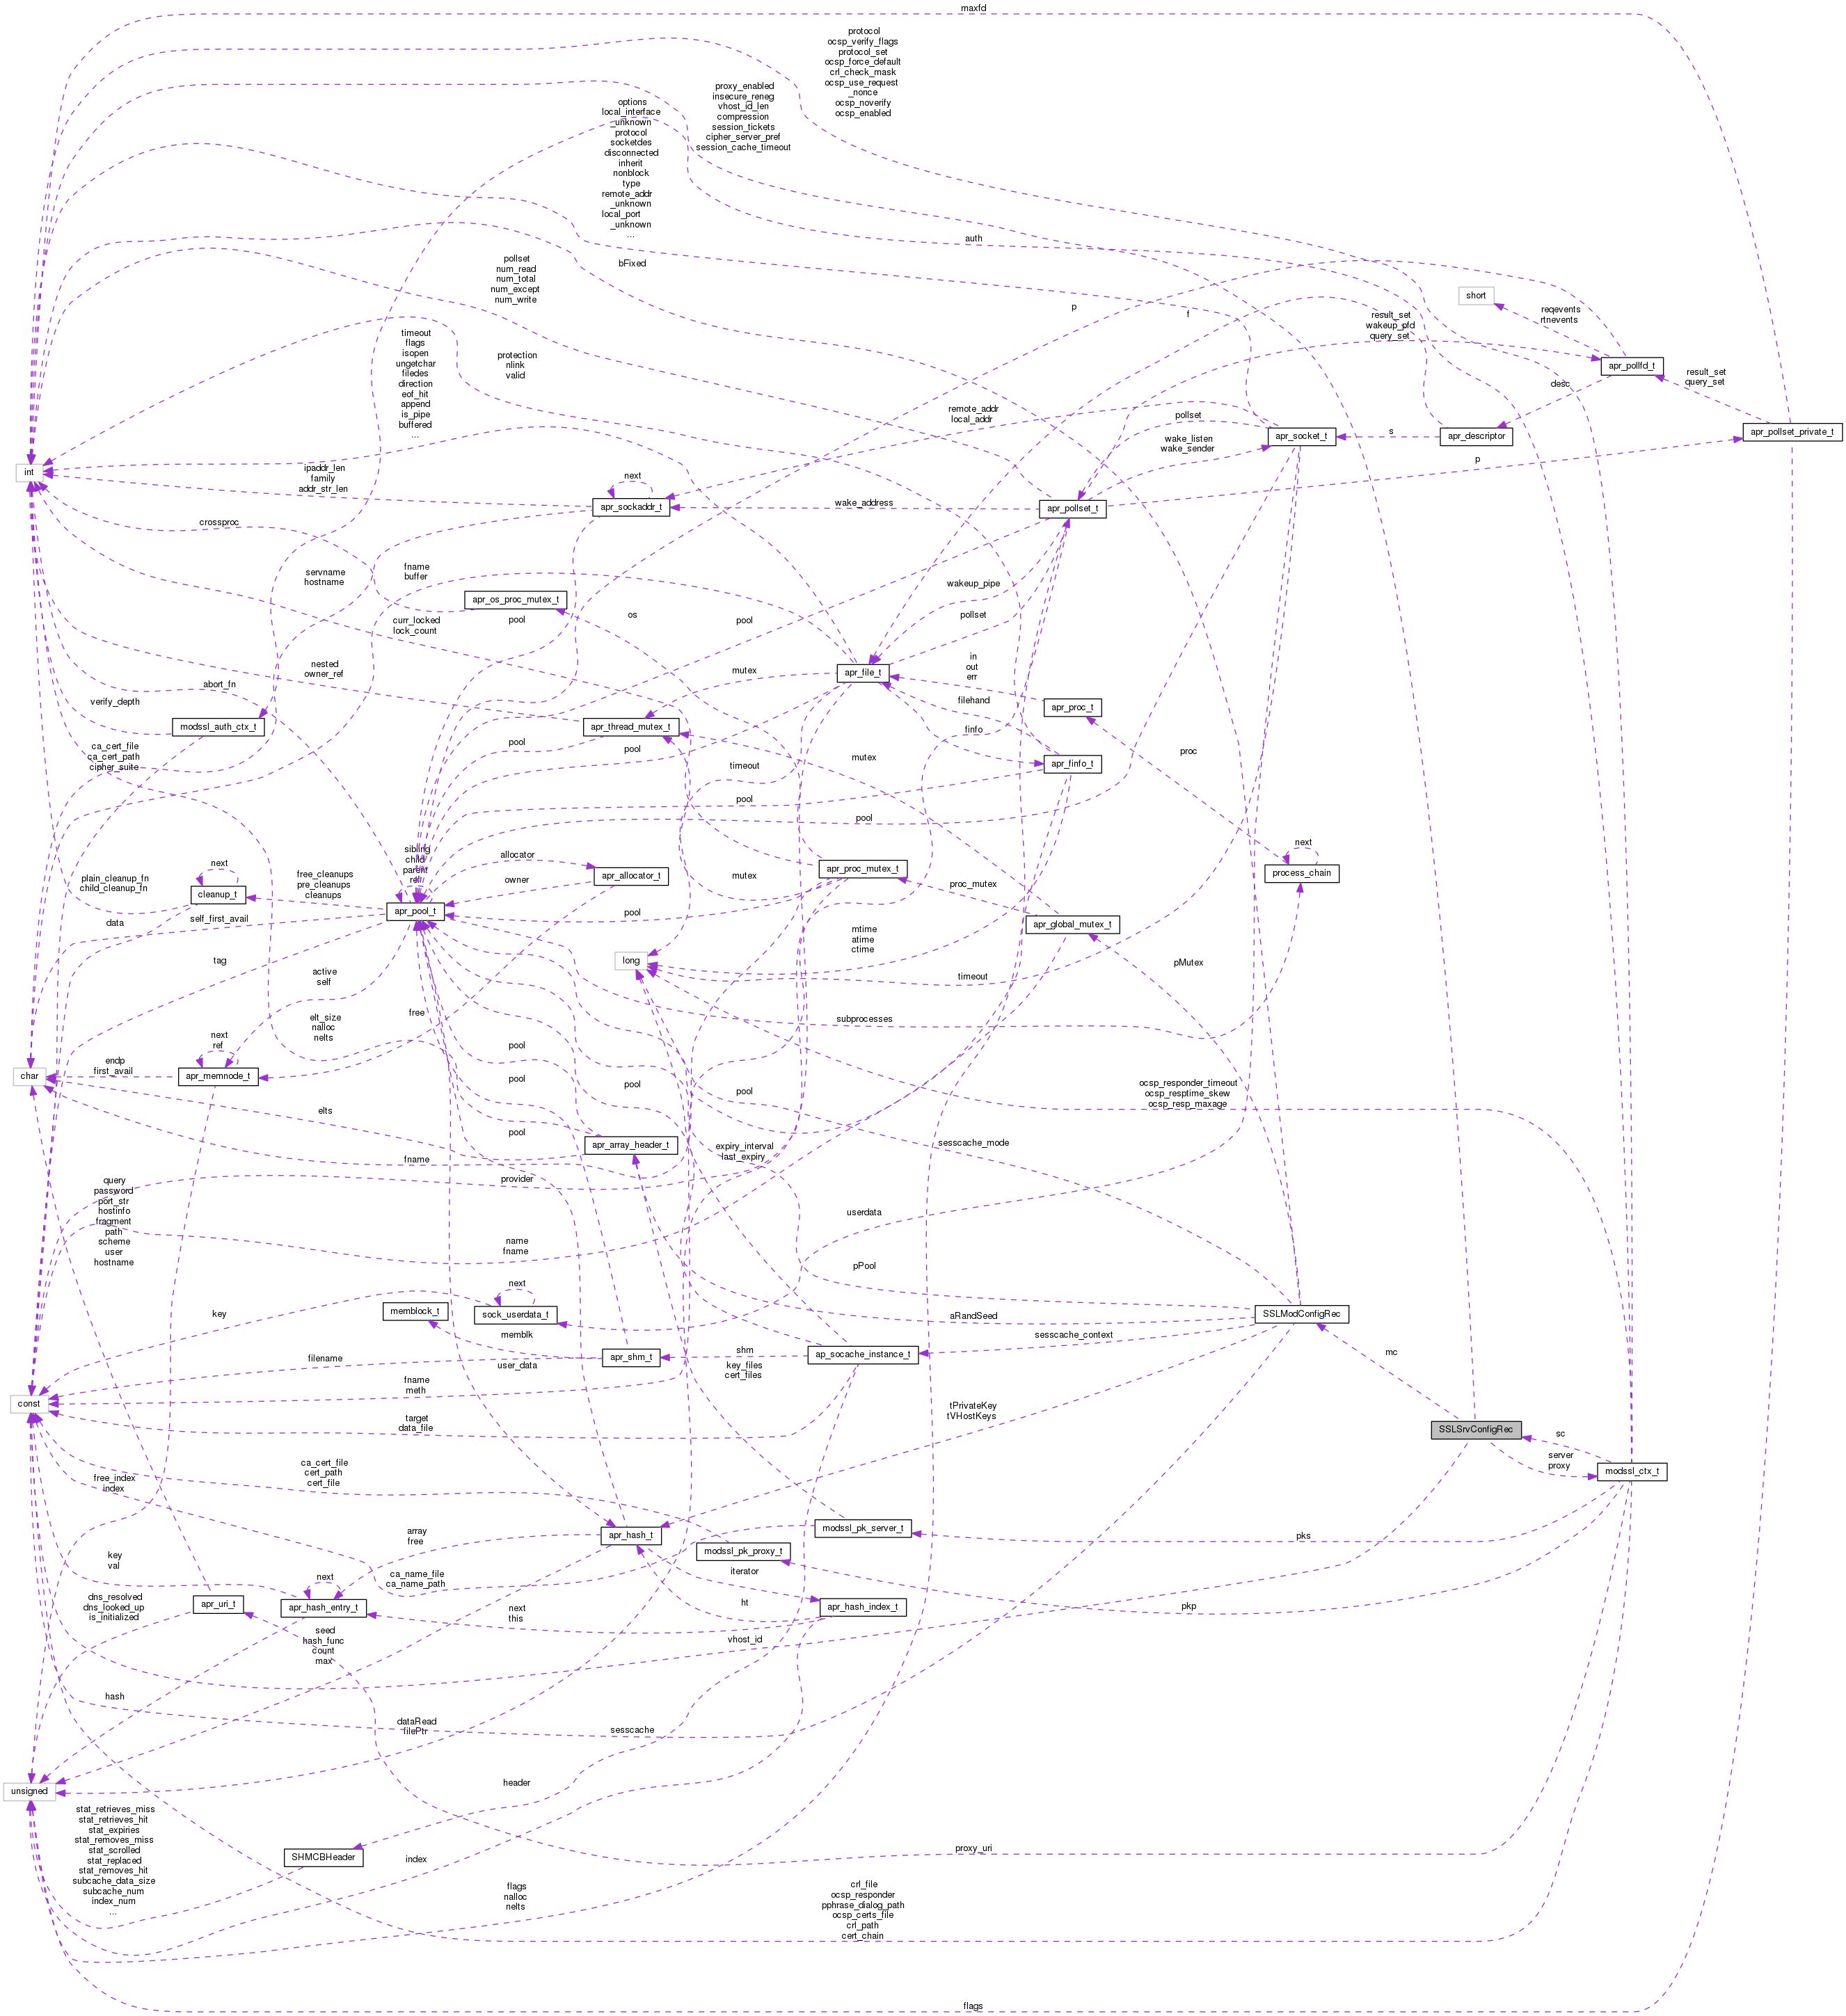 maxfd
protocol
ocsp_verify_flags
protocol_set
ocsp_force_default
crl_check_mask
ocsp_use_request
_nonce
ocsp_noverify
ocsp_enabled
proxy_enabled
insecure_reneg
vhost_id_len
compression
session_tickets
cipher_server_pref
session_cache_timeout
options
local_interface
_unknown
protocol
socketdes
disconnected
inherit
nonblock
type
remote_addr
_unknown
local_port
_unknown
...
auth
bFixed
pollset
num_read
num_total
num_except
num_write
short
p
f
result_set
wakeup_pfd
query_set
reqevents
rtnevents
apr_pollfd_t
result_set
query_set
desc
timeout
flags
isopen
ungetchar
filedes
direction
eof_hit
append
is_pipe
buffered
...
protection
nlink
valid
remote_addr
local_addr
pollset
apr_socket_t
s
apr_descriptor
apr_pollset_private_t
wake_listen
wake_sender
p
int
ipaddr_len
family
addr_str_len
next
apr_sockaddr_t
wake_address
apr_pollset_t
crossproc
servname
hostname
fname
buffer
apr_os_proc_mutex_t
wakeup_pipe
curr_locked
lock_count
pool
os
pool
pollset
nested
owner_ref
mutex
apr_file_t
in
out
err
abort_fn
verify_depth
filehand
apr_proc_t
modssl_auth_ctx_t
apr_thread_mutex_t
finfo
ca_cert_file
ca_cert_path
cipher_suite
pool
pool
timeout
mutex
apr_finfo_t
proc
pool
pool
sibling
child
parent
ref
allocator
next
next
plain_cleanup_fn
child_cleanup_fn
cleanup_t
free_cleanups
pre_cleanups
cleanups
owner
apr_allocator_t
mutex
apr_proc_mutex_t
proc_mutex
process_chain
apr_pool_t
pool
apr_global_mutex_t
data
self_first_avail
mtime
atime
ctime
tag
long
pMutex
active
self
timeout
free
elt_size
nalloc
nelts
subprocesses
next
ref
pool
char
endp
first_avail
apr_memnode_t
pool
pool
pool
ocsp_responder_timeout
ocsp_resptime_skew
ocsp_resp_maxage
elts
pool
apr_array_header_t
expiry_interval
last_expiry
sesscache_mode
fname
provider
query
password
port_str
hostinfo
fragment
path
scheme
user
hostname
name
fname
userdata
pPool
next
key
memblock_t
sock_userdata_t
aRandSeed
SSLModConfigRec
memblk
sesscache_context
mc
filename
user_data
apr_shm_t
shm
ap_socache_instance_t
key_files
cert_files
fname
meth
const
target
data_file
tPrivateKey
tVHostKeys
SSLSrvConfigRec
sc
ca_cert_file
cert_path
cert_file
server
proxy
modssl_ctx_t
free_index
index
array
free
apr_hash_t
modssl_pk_server_t
pks
modssl_pk_proxy_t
key
val
next
ca_name_file
ca_name_path
iterator
dns_resolved
dns_looked_up
is_initialized
apr_uri_t
apr_hash_entry_t
next
this
ht
apr_hash_index_t
pkp
seed
hash_func
count
max
vhost_id
hash
dataRead
filePtr
sesscache
unsigned
header
stat_retrieves_miss
stat_retrieves_hit
stat_expiries
stat_removes_miss
stat_scrolled
stat_replaced
stat_removes_hit
subcache_data_size
subcache_num
index_num
...
SHMCBHeader
index
proxy_uri
flags
nalloc
nelts
crl_file
ocsp_responder
pphrase_dialog_path
ocsp_certs_file
crl_path
cert_chain
flags